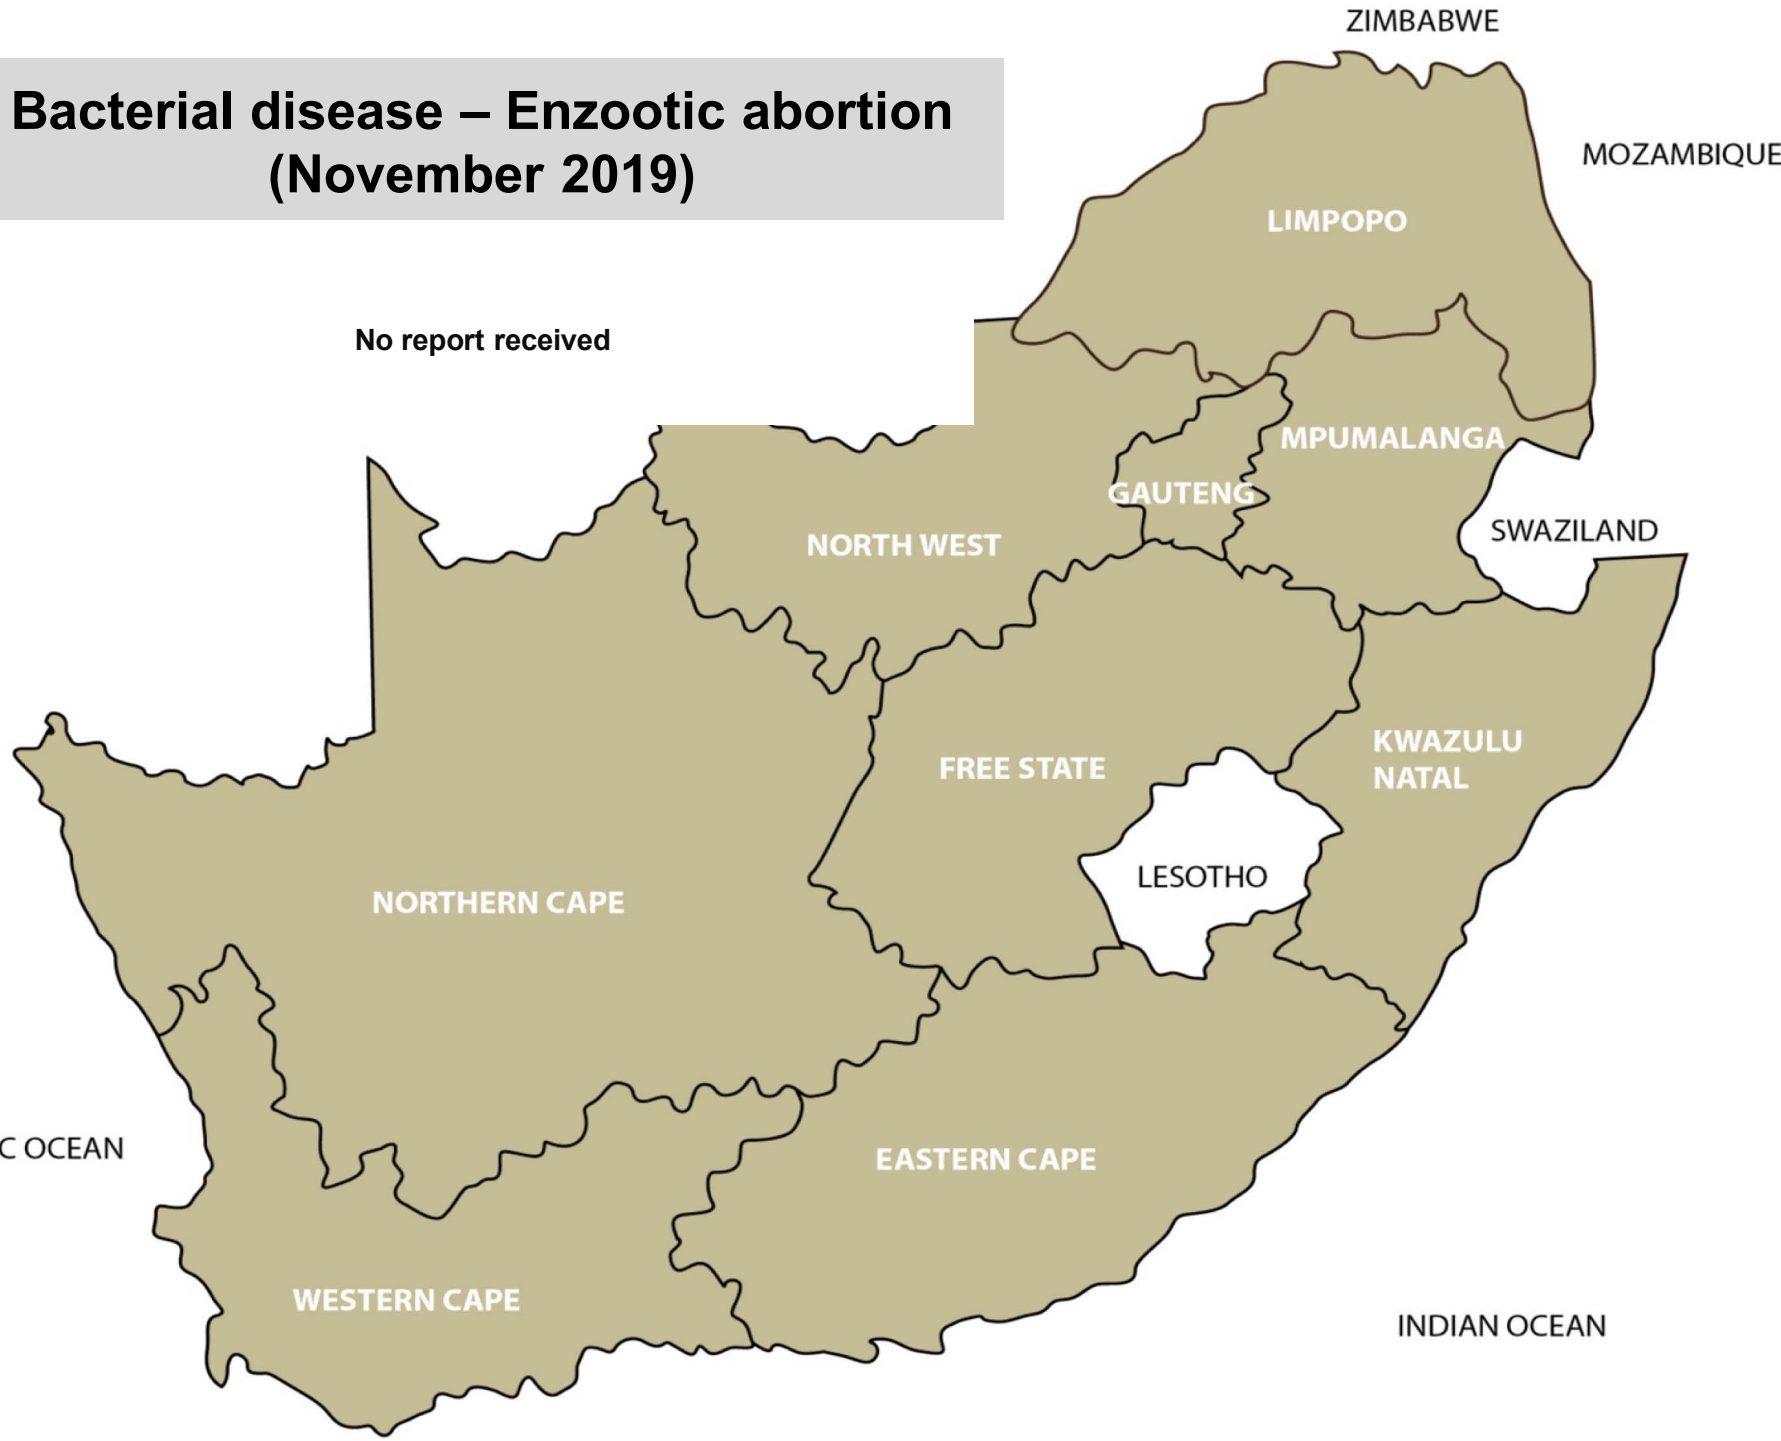 ZIMBABWE
Bacterial disease – Enzootic abortion
(November 2019)
MOZAMBIQUE
LIMPOPO
No report received
MPUMALANGA
GAUTENG
NORTH WEST
SWAZILAND
KWAZULU
NATAL
FREE STATE
LESOTHO
NORTHERN CAPE
C OCEAN
EASTERN CAPE
WESTERN CAPE
INDIAN OCEAN